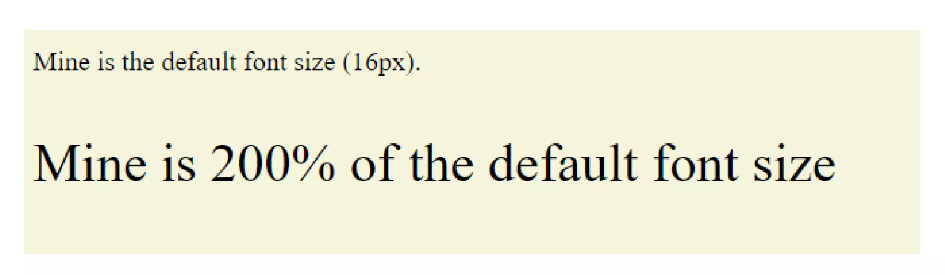 Mine is the default font size (16px).
Mine is 200% of the default font size